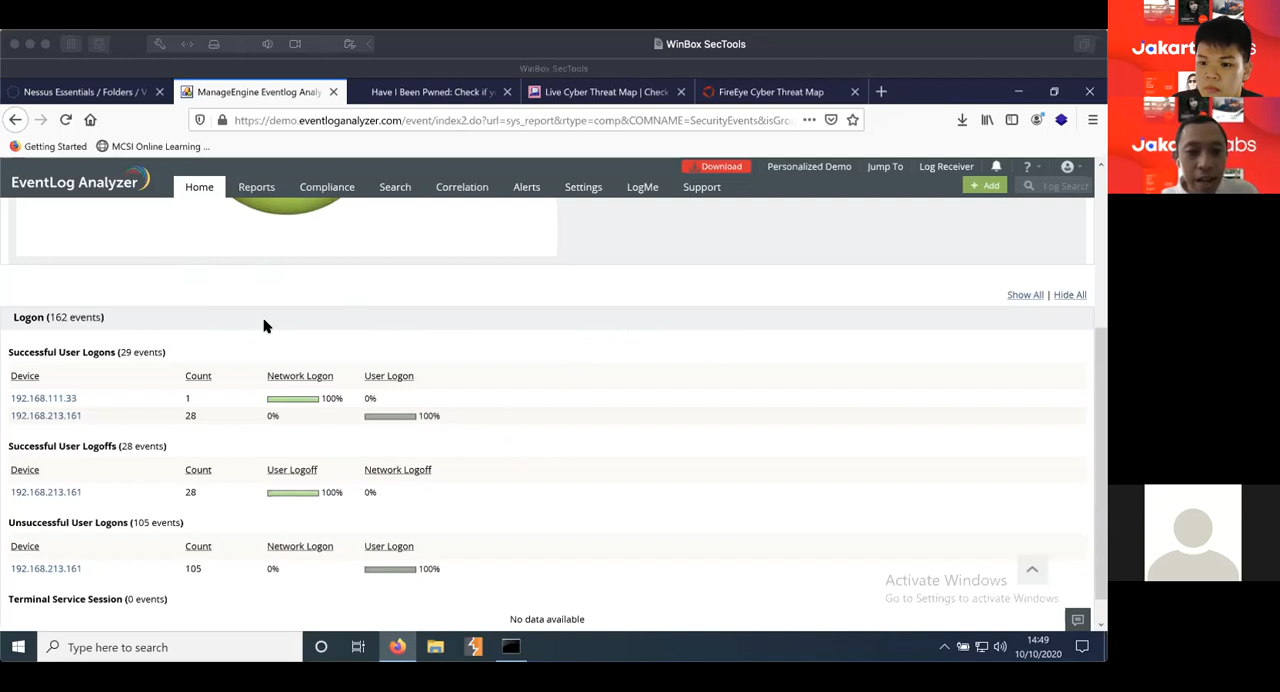 WinBox SecTools
WinBox SecTools
Nessus Essentials / Folders / V
ManageEngine Eventlog Analy
Have I Been Pwned: Check if y
Live Cyber Threat Map | Check
FireEye Cyber Threat Map
https://demo.eventloganalyzer.com/event/index2.do?url=sys_report&rtype=comp&COMNAME=SecurityEvents&isGro
Getting Started
MCSI Online Learning ...
Download
Personalized Demo
Jump To
Log Receiver
?
EventLog Analyzer
Home
Reports
Compliance
Search
Correlation
Alerts
Settings
LogMe
Support
+ Add
Log Search
Show All | Hide All
Logon (162 events)
Successful User Logons (29 events)
Device Count Network Logon User Logon
192.168.111.33 1 100% 0%
192.168.213.161 28 0% 100%
Successful User Logoffs (28 events)
Device Count User Logoff Network Logoff
192.168.213.161 28 100% 0%
Unsuccessful User Logons (105 events)
Device Count Network Logon User Logon
192.168.213.161 105 0% 100%
Terminal Service Session (0 events)
No data available
Activate Windows
Go to Settings to activate Windows.
Type here to search
14:49
10/10/2020